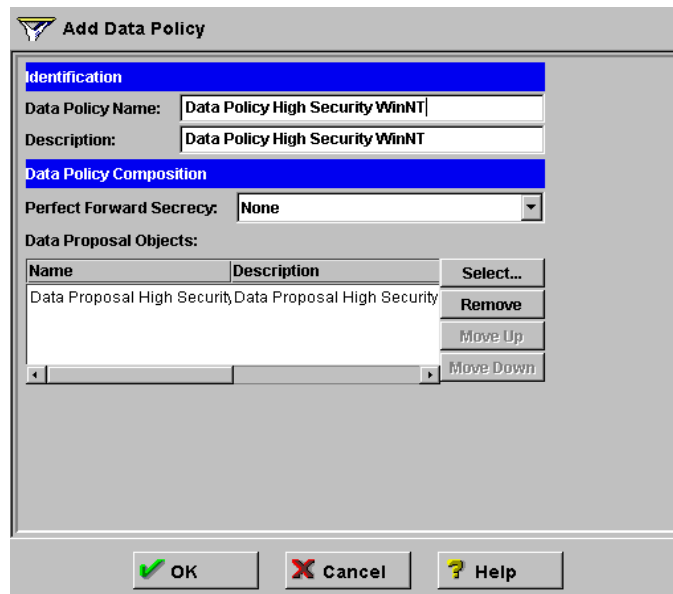 Add Data Policy
Identification
Data Policy Name: Data Policy High Security WinNT
Description: Data Policy High Security WinNT
Data Policy Composition
Perfect Forward Secrecy: None
Data Proposal Objects:
Name Description Select...
Data Proposal High Securit Data Proposal High Security Remove
Move Up
Move Down
OK Cancel Help